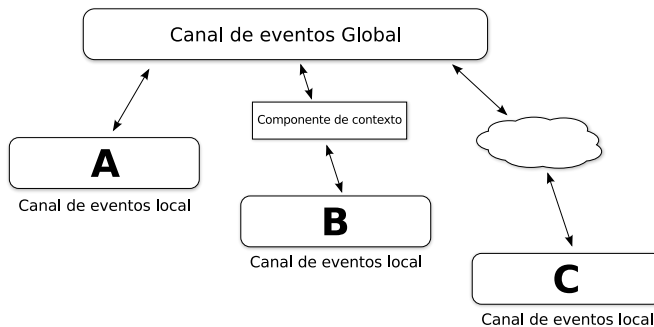 Canal de eventos Global
Componente de contexto
A
Canal de eventos local
B
Canal de eventos local
C
Canal de eventos local